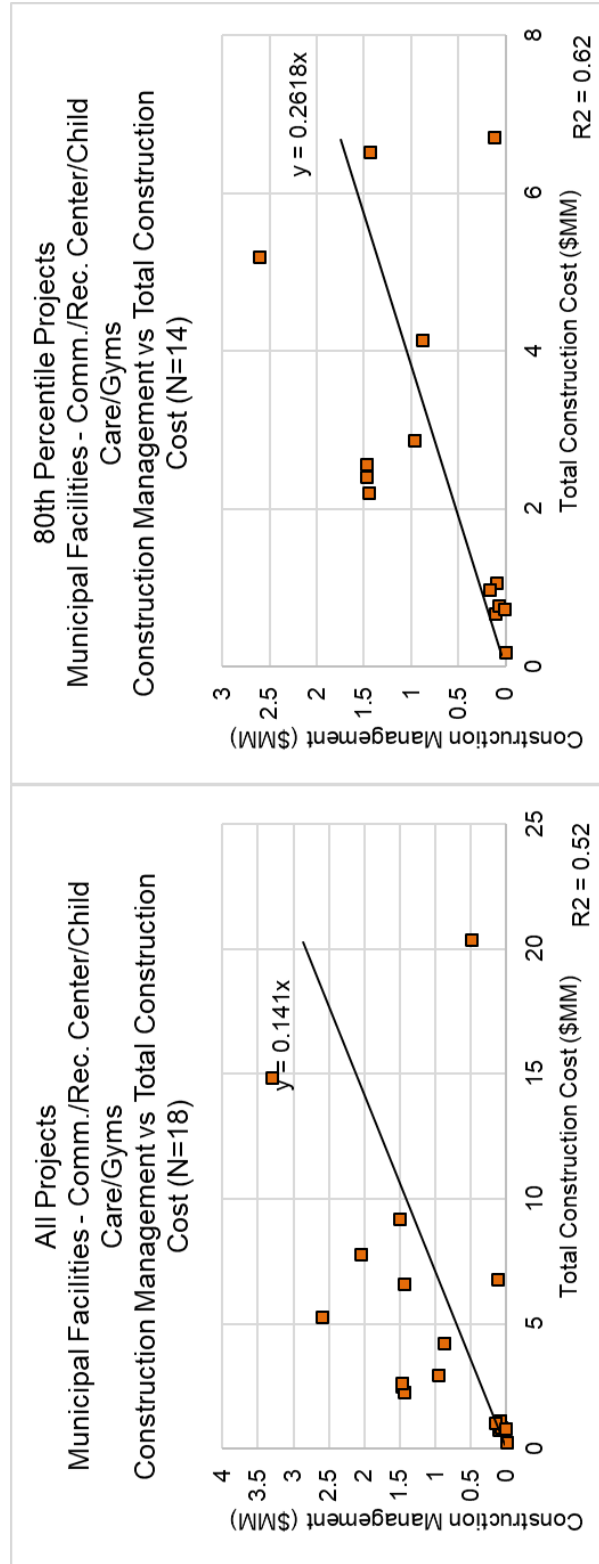 All Projects
Municipal Facilities - Comm./Rec. Center/Child
Care/Gyms
Construction Management vs Total Construction
Cost (N=18)
4
3.5
3
2.5
2
1.5
1
0.5
0
Construction Management ($MM)
y = 0.141x
0
5
10
15
20
25
Total Construction Cost ($MM)
R2 = 0.52
80th Percentile Projects
Municipal Facilities - Comm./Rec. Center/Child
Care/Gyms
Construction Management vs Total Construction
Cost (N=14)
3
2.5
2
1.5
1
0.5
0
Construction Management ($MM)
y = 0.2618x
0
2
4
6
8
Total Construction Cost ($MM)
R2 = 0.62